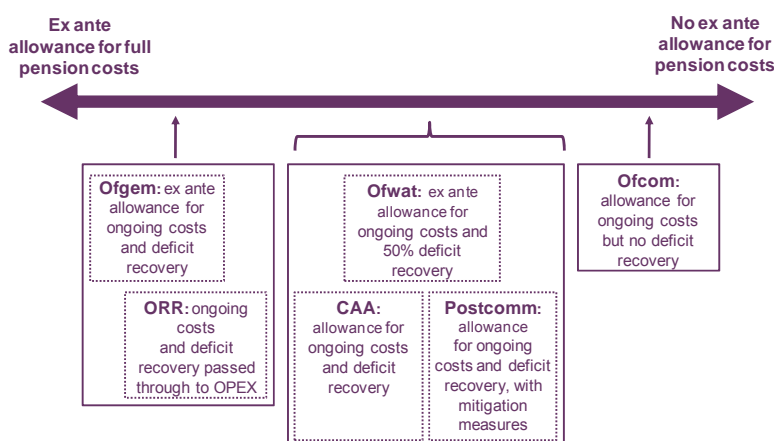 Ex ante
allowance for full
pension costs
No ex ante
allowance for
pension costs
Ofgem: ex ante
allowance for
ongoing costs
and deficit
recovery
ORR: ongoing
costs
and deficit
recovery passed
through to OPEX
Ofwat: ex ante
allowance for
ongoing costs and
50% deficit
recovery
CAA:
allowance for
ongoing costs
and deficit
recovery
Postcomm:
allowance
for ongoing
costs and deficit
recovery, with
mitigation
measures
Ofcom:
allowance for
ongoing costs
but no deficit
recovery